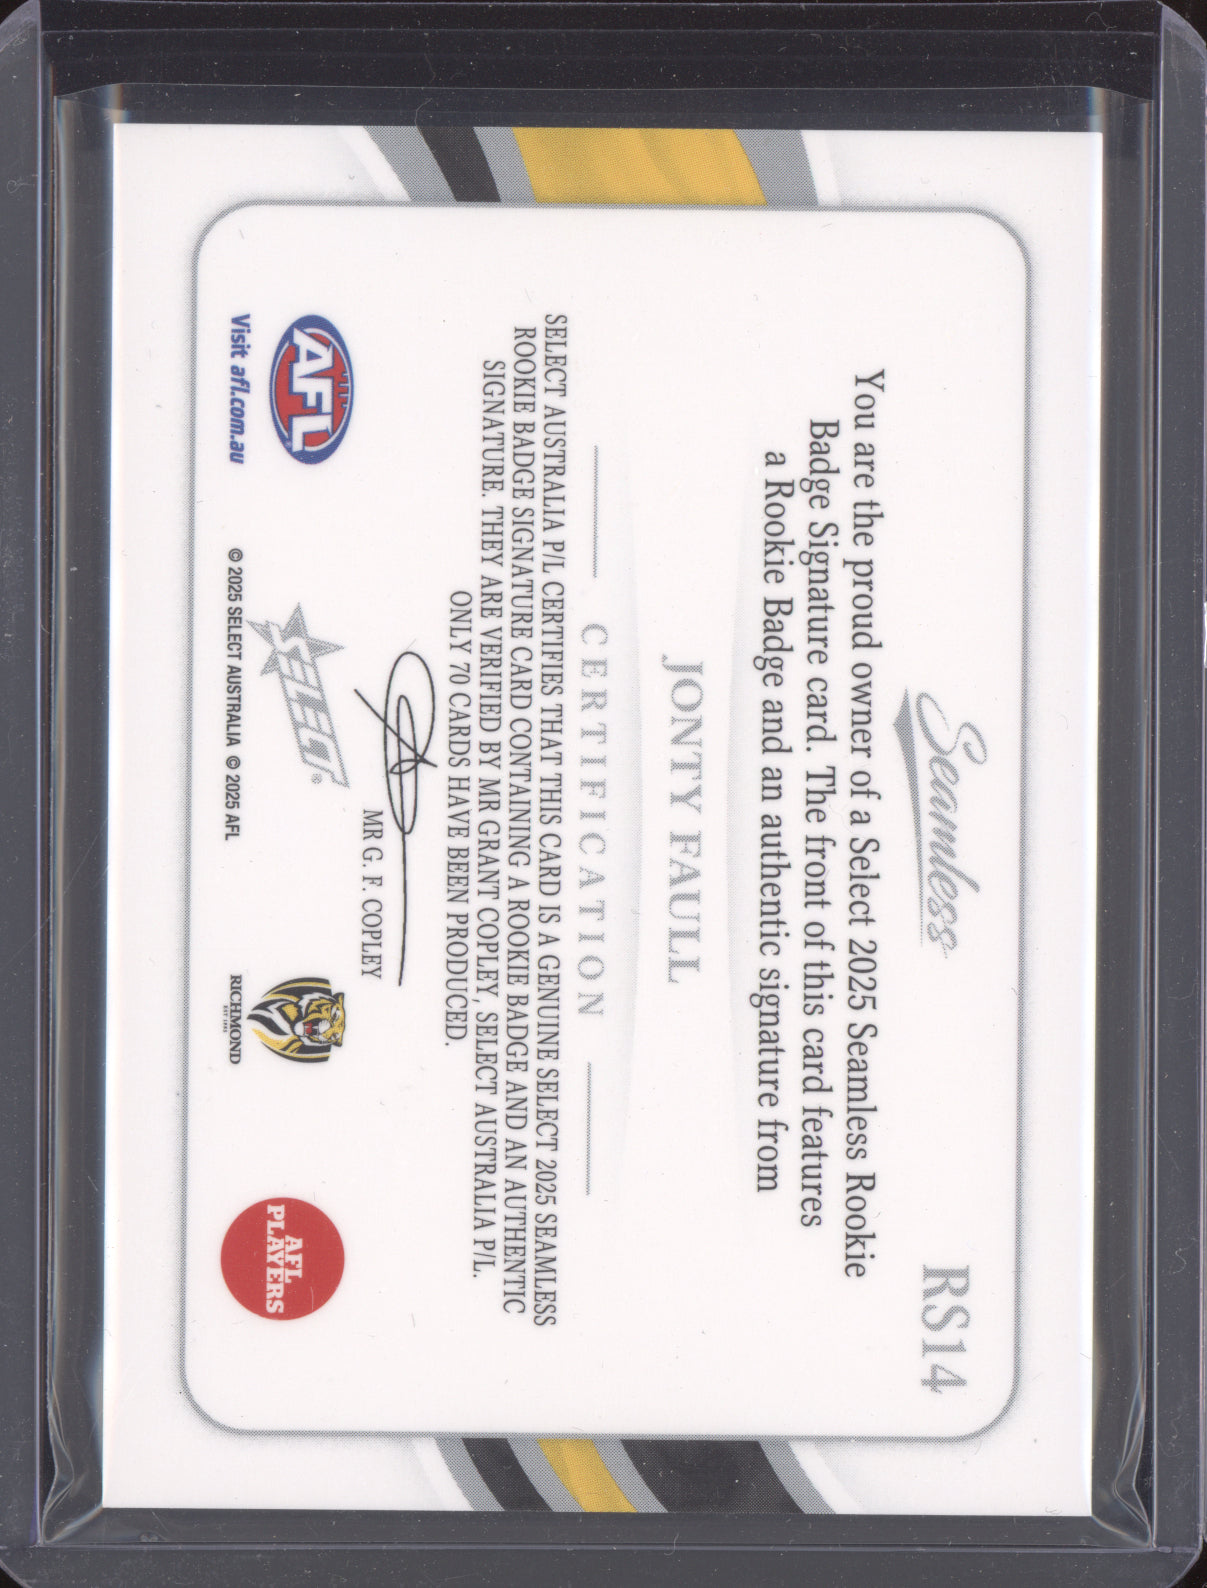 Seamless
RS14
You are the proud owner of a Select 2025 Seamless Rookie
Badge Signature card. The front of this card features
a Rookie Badge and an authentic signature from
JONTY FAULL
CERTIFICATION
SELECT AUSTRALIA P/L CERTIFIES THAT THIS CARD IS A GENUINE SELECT 2025 SEAMLESS
ROOKIE BADGE SIGNATURE CARD CONTAINING A ROOKIE BADGE AND AN AUTHENTIC
SIGNATURE. THEY ARE VERIFIED BY MR GRANT COPLEY, SELECT AUSTRALIA P/L.
ONLY 70 CARDS HAVE BEEN PRODUCED.
MR G. F. COPLEY
AFL
Visit afl.com.au
SELECT®
© 2025 SELECT AUSTRALIA © 2025 AFL
RICHMOND
EST 1885
AFL
PLAYERS